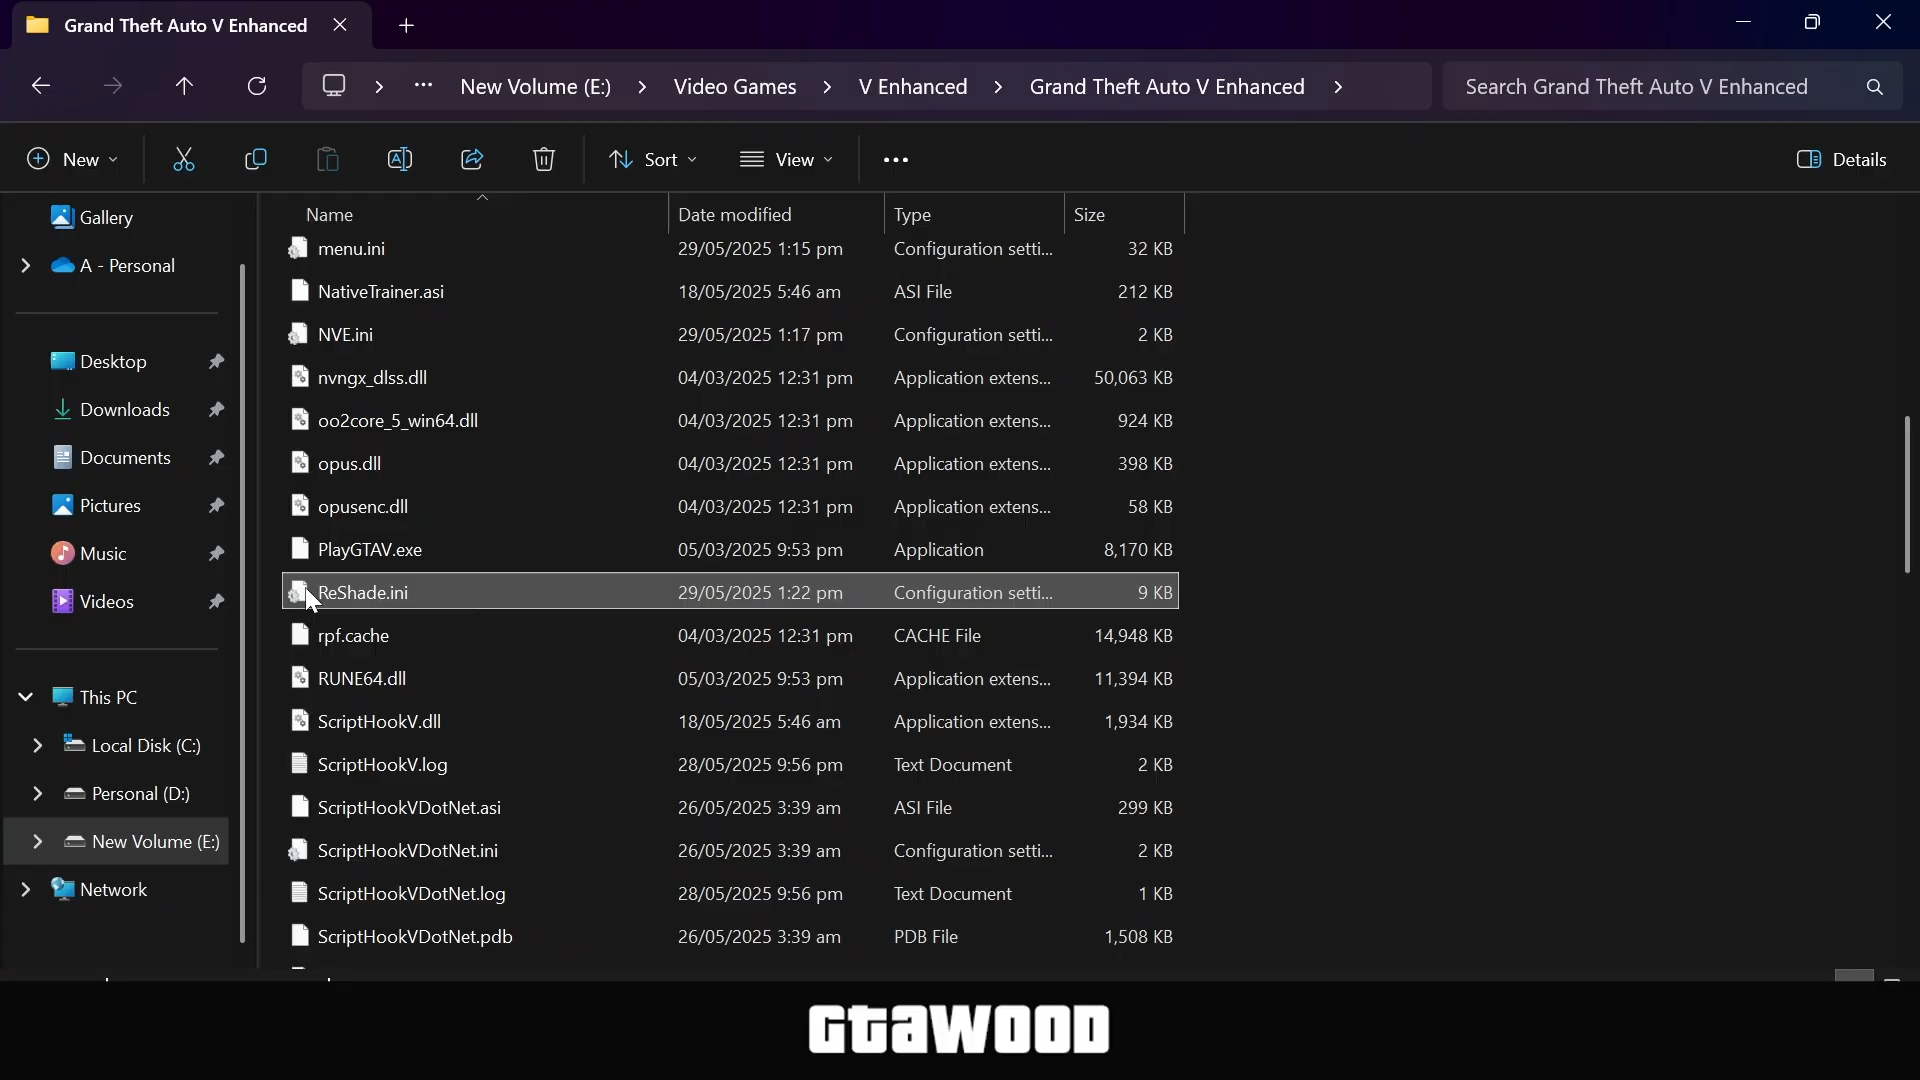 Grand Theft Auto V Enhanced
New Volume (E:) > Video Games > V Enhanced > Grand Theft Auto V Enhanced >
Search Grand Theft Auto V Enhanced
New
Sort
View
Details
Gallery
A - Personal
Desktop
Downloads
Documents
Pictures
Music
Videos
This PC
Local Disk (C:)
Personal (D:)
New Volume (E:)
Network
Name Date modified Type Size
menu.ini 29/05/2025 1:15 pm Configuration setti... 32 KB
NativeTrainer.asi 18/05/2025 5:46 am ASI File 212 KB
NVE.ini 29/05/2025 1:17 pm Configuration setti... 2 KB
nvngx_dlss.dll 04/03/2025 12:31 pm Application extens... 50,063 KB
oo2core_5_win64.dll 04/03/2025 12:31 pm Application extens... 924 KB
opus.dll 04/03/2025 12:31 pm Application extens... 398 KB
opusenc.dll 04/03/2025 12:31 pm Application extens... 58 KB
PlayGTAV.exe 05/03/2025 9:53 pm Application 8,170 KB
ReShade.ini 29/05/2025 1:22 pm Configuration setti... 9 KB
rpf.cache 04/03/2025 12:31 pm CACHE File 14,948 KB
RUNE64.dll 05/03/2025 9:53 pm Application extens... 11,394 KB
ScriptHookV.dll 18/05/2025 5:46 am Application extens... 1,934 KB
ScriptHookV.log 28/05/2025 9:56 pm Text Document 2 KB
ScriptHookVDotNet.asi 26/05/2025 3:39 am ASI File 299 KB
ScriptHookVDotNet.ini 26/05/2025 3:39 am Configuration setti... 2 KB
ScriptHookVDotNet.log 28/05/2025 9:56 pm Text Document 1 KB
ScriptHookVDotNet.pdb 26/05/2025 3:39 am PDB File 1,508 KB
GtaWOOD